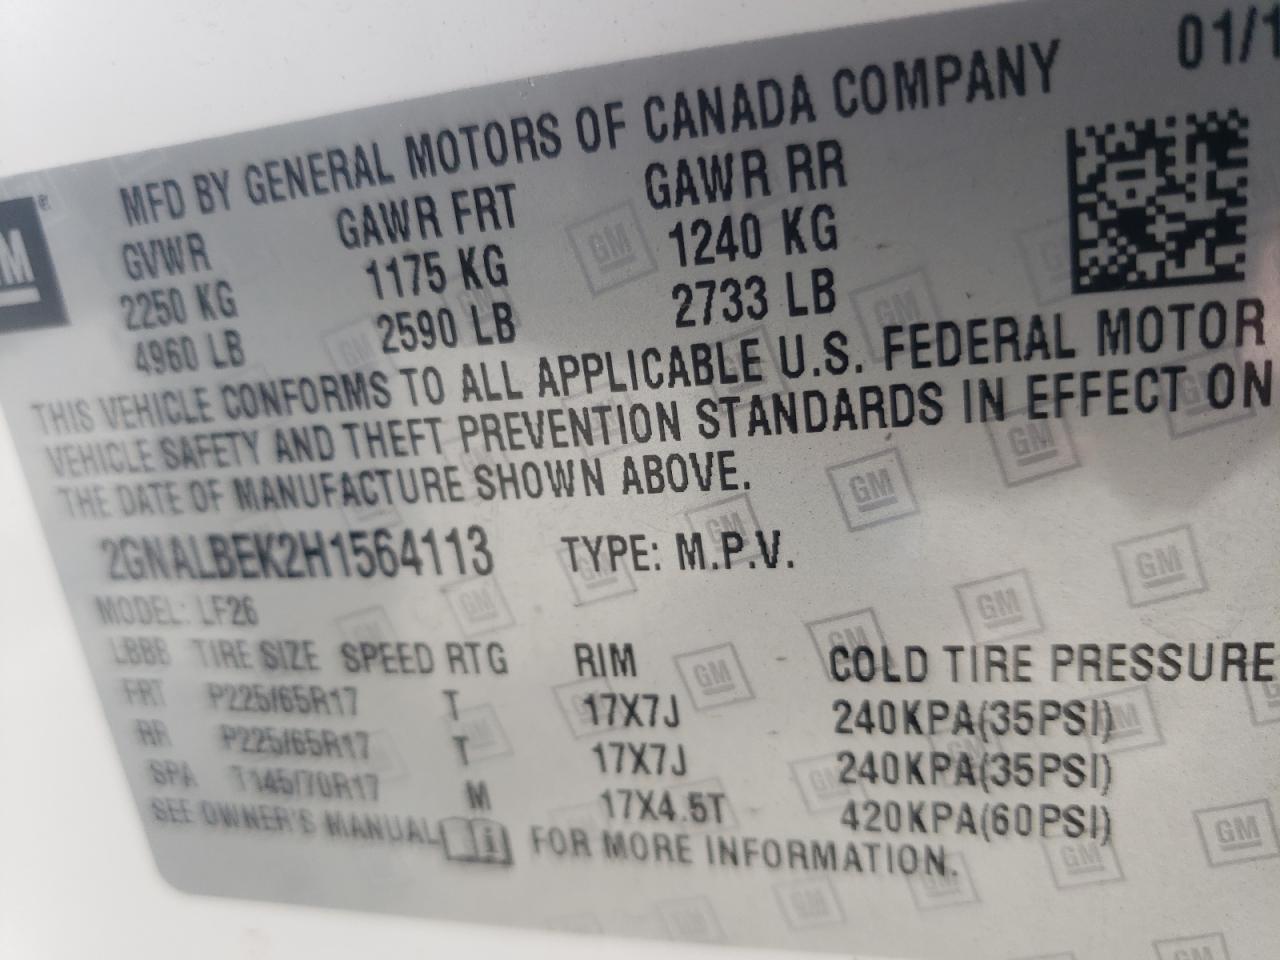 01/1
MFD BY GENERAL MOTORS OF CANADA COMPANY
GM
GVWR GAWR FRT GAWR RR
2250 KG 1175 KG 1240 KG
4960 LB 2590 LB 2733 LB
THIS VEHICLE CONFORMS TO ALL APPLICABLE U.S. FEDERAL MOTOR
VEHICLE SAFETY AND THEFT PREVENTION STANDARDS IN EFFECT ON
THE DATE OF MANUFACTURE SHOWN ABOVE.
2GNALBEK2H1564113 TYPE: M.P.V.
MODEL: LF26
TIRE SIZE SPEED RTG RIM COLD TIRE PRESSURE
FRT P225/65R17 T 17X7J 240KPA(35PSI)
RR P225/65R17 T 17X7J 240KPA(35PSI)
SPA T145/70R17 M 17X4.5T 420KPA(60PSI)
SEE OWNER'S MANUAL FOR MORE INFORMATION.